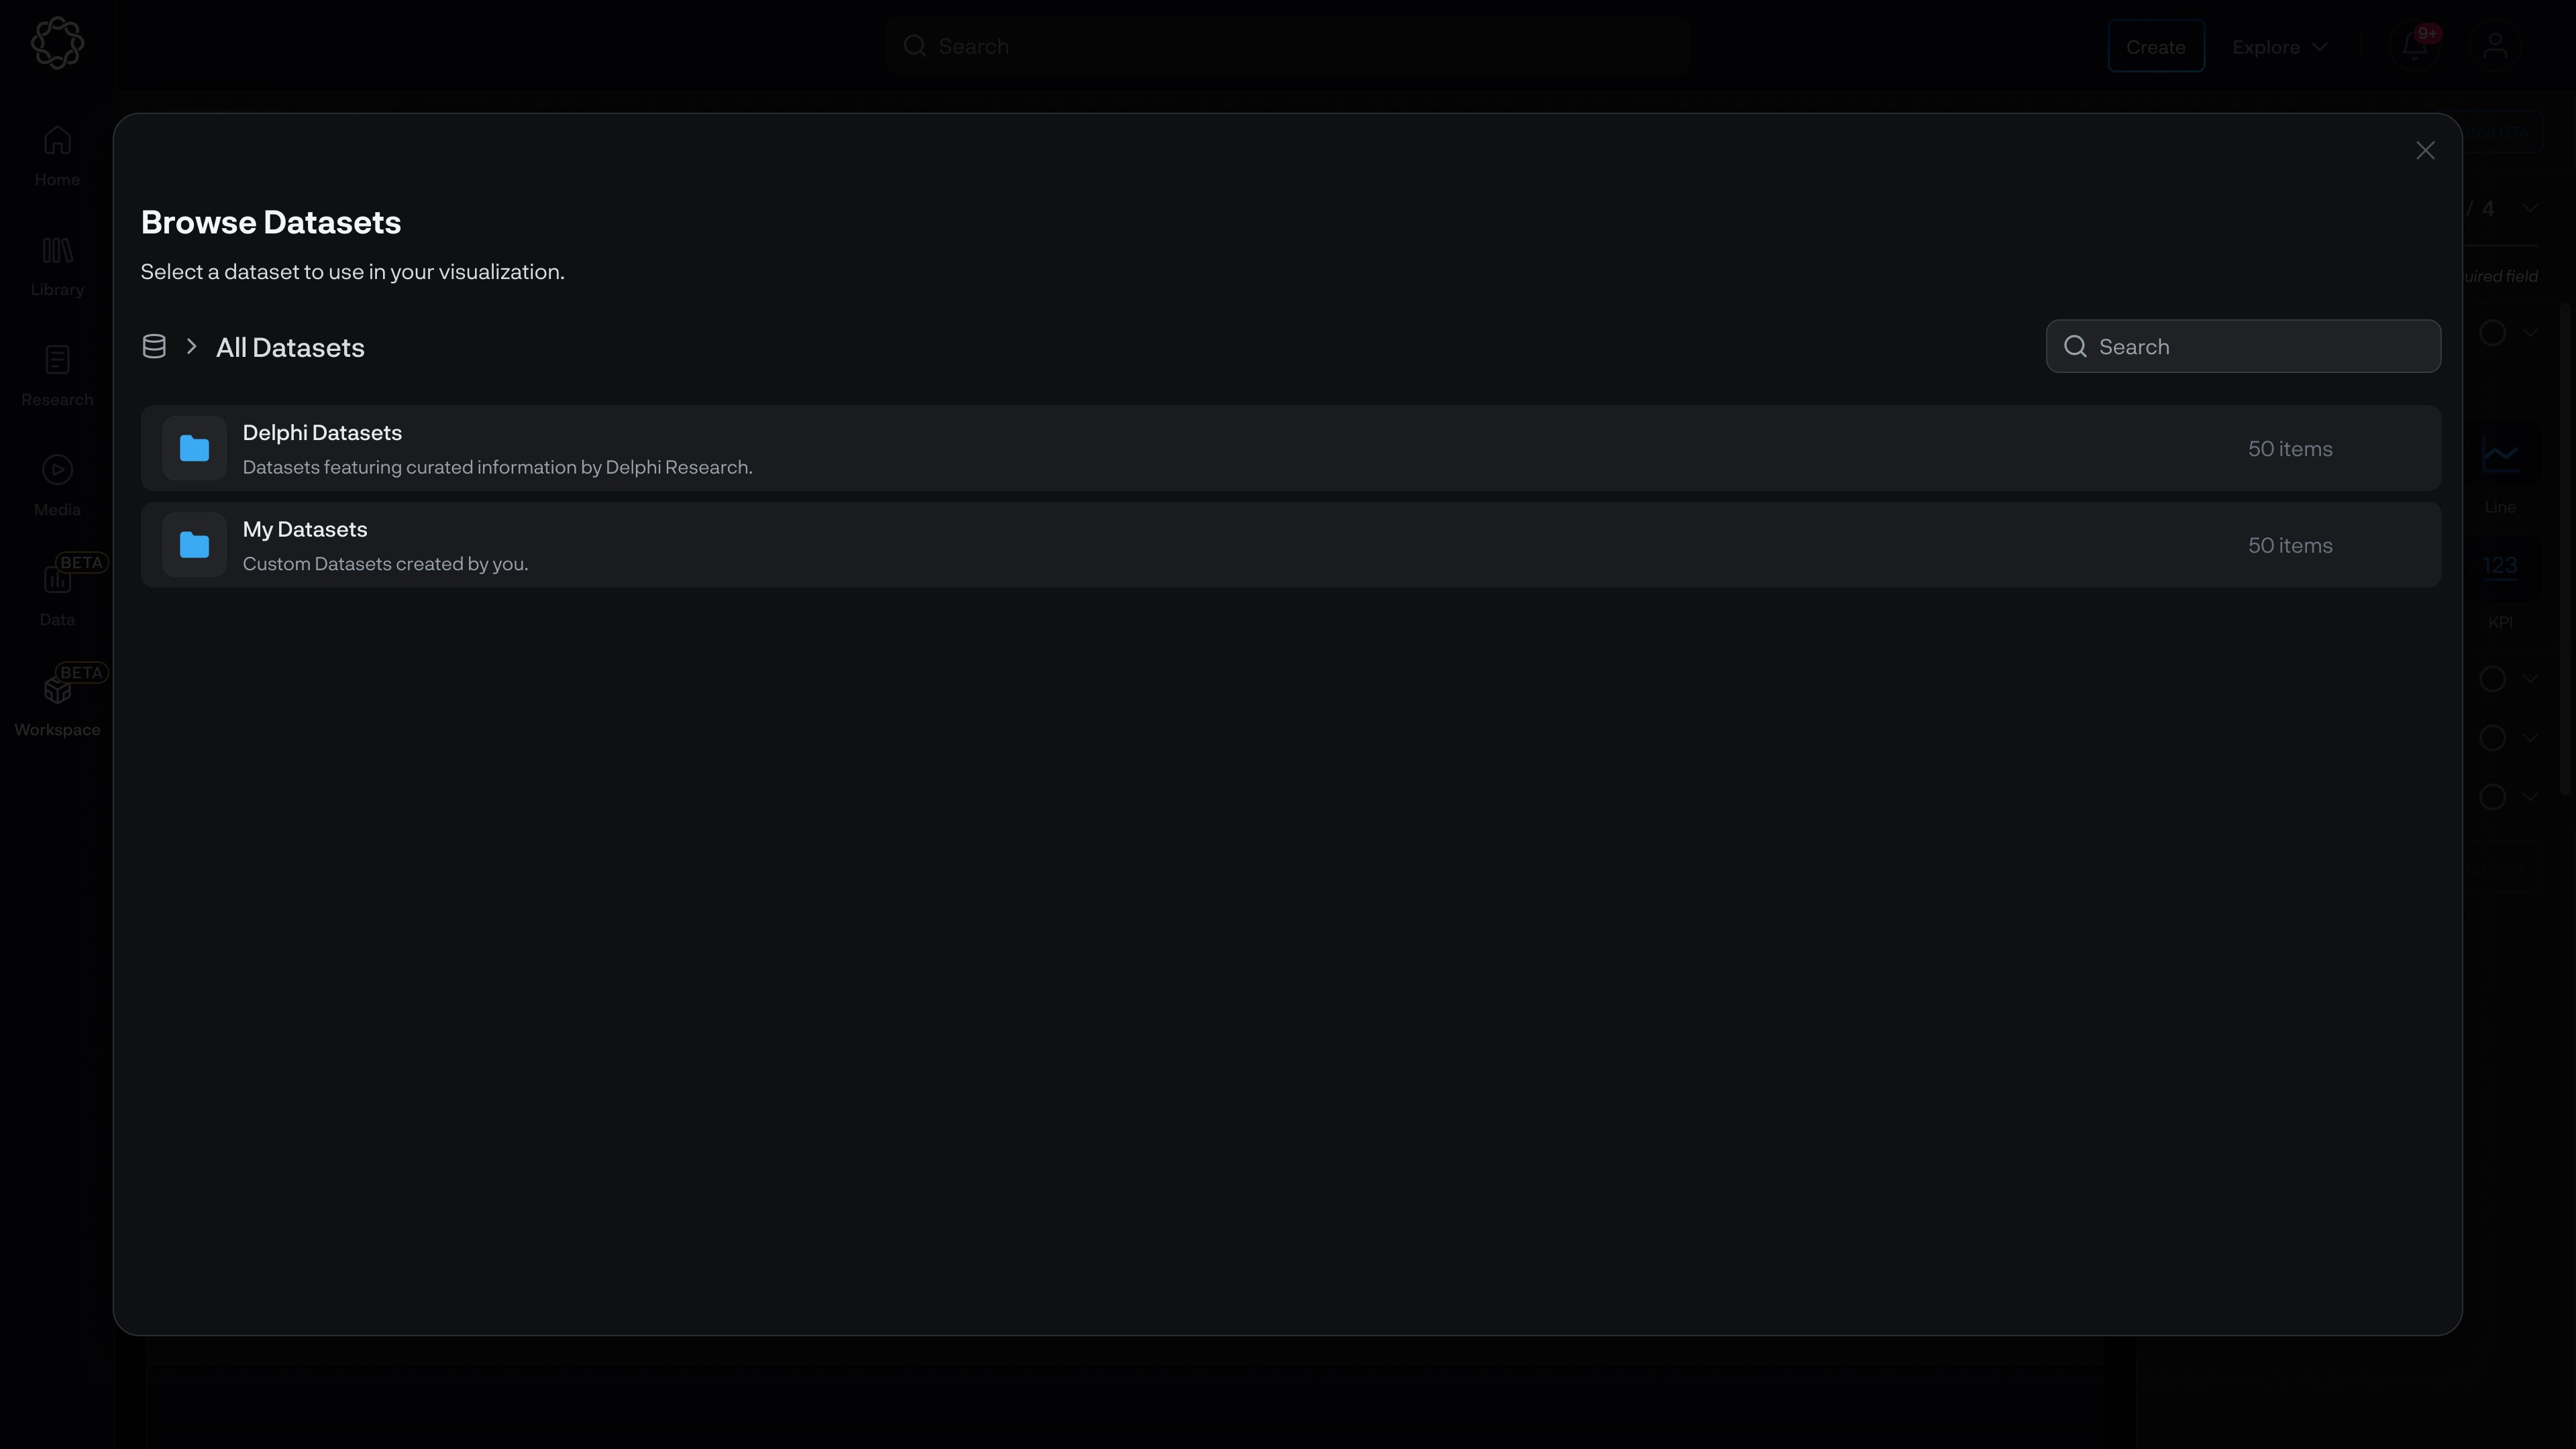 Search
Create
Explore
9+
Home
Library
Research
Media
BETA
Data
BETA
Workspace
Browse Datasets
Select a dataset to use in your visualization.
All Datasets
Search
Delphi Datasets
Datasets featuring curated information by Delphi Research.
50 items
My Datasets
Custom Datasets created by you.
50 items
/ 4
uired field
Line
123
KPI